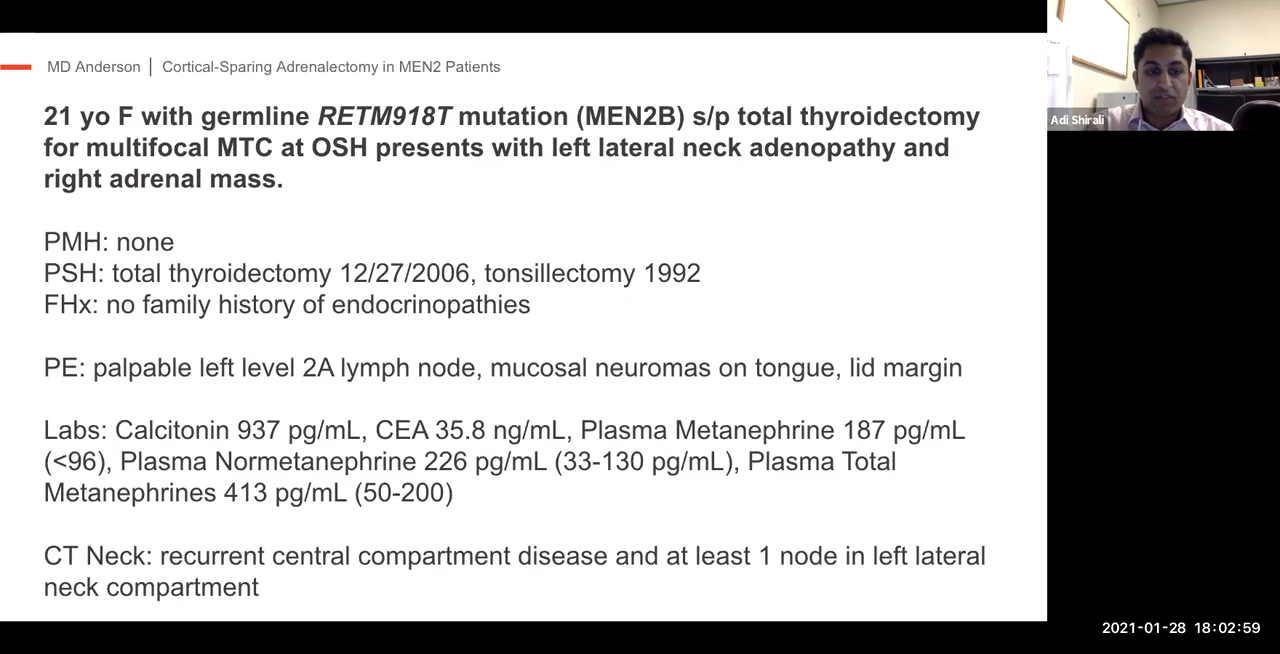 MD Anderson | Cortical-Sparing Adrenalectomy in MEN2 Patients
21 yo F with germline RETM918T mutation (MEN2B) s/p total thyroidectomy
for multifocal MTC at OSH presents with left lateral neck adenopathy and
right adrenal mass.
PMH: none
PSH: total thyroidectomy 12/27/2006, tonsillectomy 1992
FHx: no family history of endocrinopathies
PE: palpable left level 2A lymph node, mucosal neuromas on tongue, lid margin
Labs: Calcitonin 937 pg/mL, CEA 35.8 ng/mL, Plasma Metanephrine 187 pg/mL
(<96), Plasma Normetanephrine 226 pg/mL (33-130 pg/mL), Plasma Total
Metanephrines 413 pg/mL (50-200)
CT Neck: recurrent central compartment disease and at least 1 node in left lateral
neck compartment
Adi Shirali
2021-01-28 18:02:59